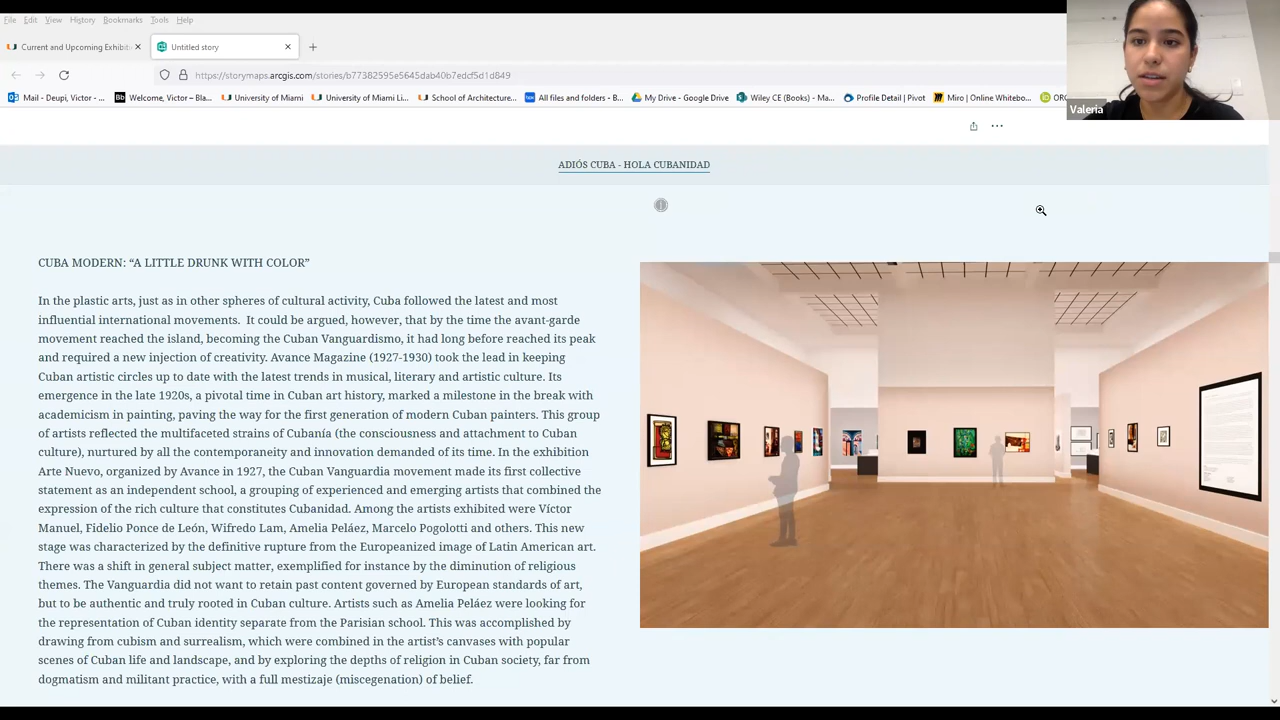 File Edit View History Bookmarks Tools Help
Current and Upcoming Exhibit
Untitled story
https://storymaps.arcgis.com/stories/b77382595e5645dab40b7edcf5d1d849
Mail - Deupi, Victor - ... Welcome, Victor – Bla... University of Miami University of Miami Li... School of Architecture... All files and folders - B... My Drive - Google Drive Wiley CE (Books) - Ma... Profile Detail | Pivot Miro | Online Whitebo...
Valeria
ADIÓS CUBA - HOLA CUBANIDAD
CUBA MODERN: “A LITTLE DRUNK WITH COLOR”
In the plastic arts, just as in other spheres of cultural activity, Cuba followed the latest and most
influential international movements. It could be argued, however, that by the time the avant-garde
movement reached the island, becoming the Cuban Vanguardismo, it had long before reached its peak
and required a new injection of creativity. Avance Magazine (1927-1930) took the lead in keeping
Cuban artistic circles up to date with the latest trends in musical, literary and artistic culture. Its
emergence in the late 1920s, a pivotal time in Cuban art history, marked a milestone in the break with
academicism in painting, paving the way for the first generation of modern Cuban painters. This group
of artists reflected the multifaceted strains of Cubanía (the consciousness and attachment to Cuban
culture), nurtured by all the contemporaneity and innovation demanded of its time. In the exhibition
Arte Nuevo, organized by Avance in 1927, the Cuban Vanguardia movement made its first collective
statement as an independent school, a grouping of experienced and emerging artists that combined the
expression of the rich culture that constitutes Cubanidad. Among the artists exhibited were Víctor
Manuel, Fidelio Ponce de León, Wifredo Lam, Amelia Peláez, Marcelo Pogolotti and others. This new
stage was characterized by the definitive rupture from the Europeanized image of Latin American art.
There was a shift in general subject matter, exemplified for instance by the diminution of religious
themes. The Vanguardia did not want to retain past content governed by European standards of art,
but to be authentic and truly rooted in Cuban culture. Artists such as Amelia Peláez were looking for
the representation of Cuban identity separate from the Parisian school. This was accomplished by
drawing from cubism and surrealism, which were combined in the artist’s canvases with popular
scenes of Cuban life and landscape, and by exploring the depths of religion in Cuban society, far from
dogmatism and militant practice, with a full mestizaje (miscegenation) of belief.